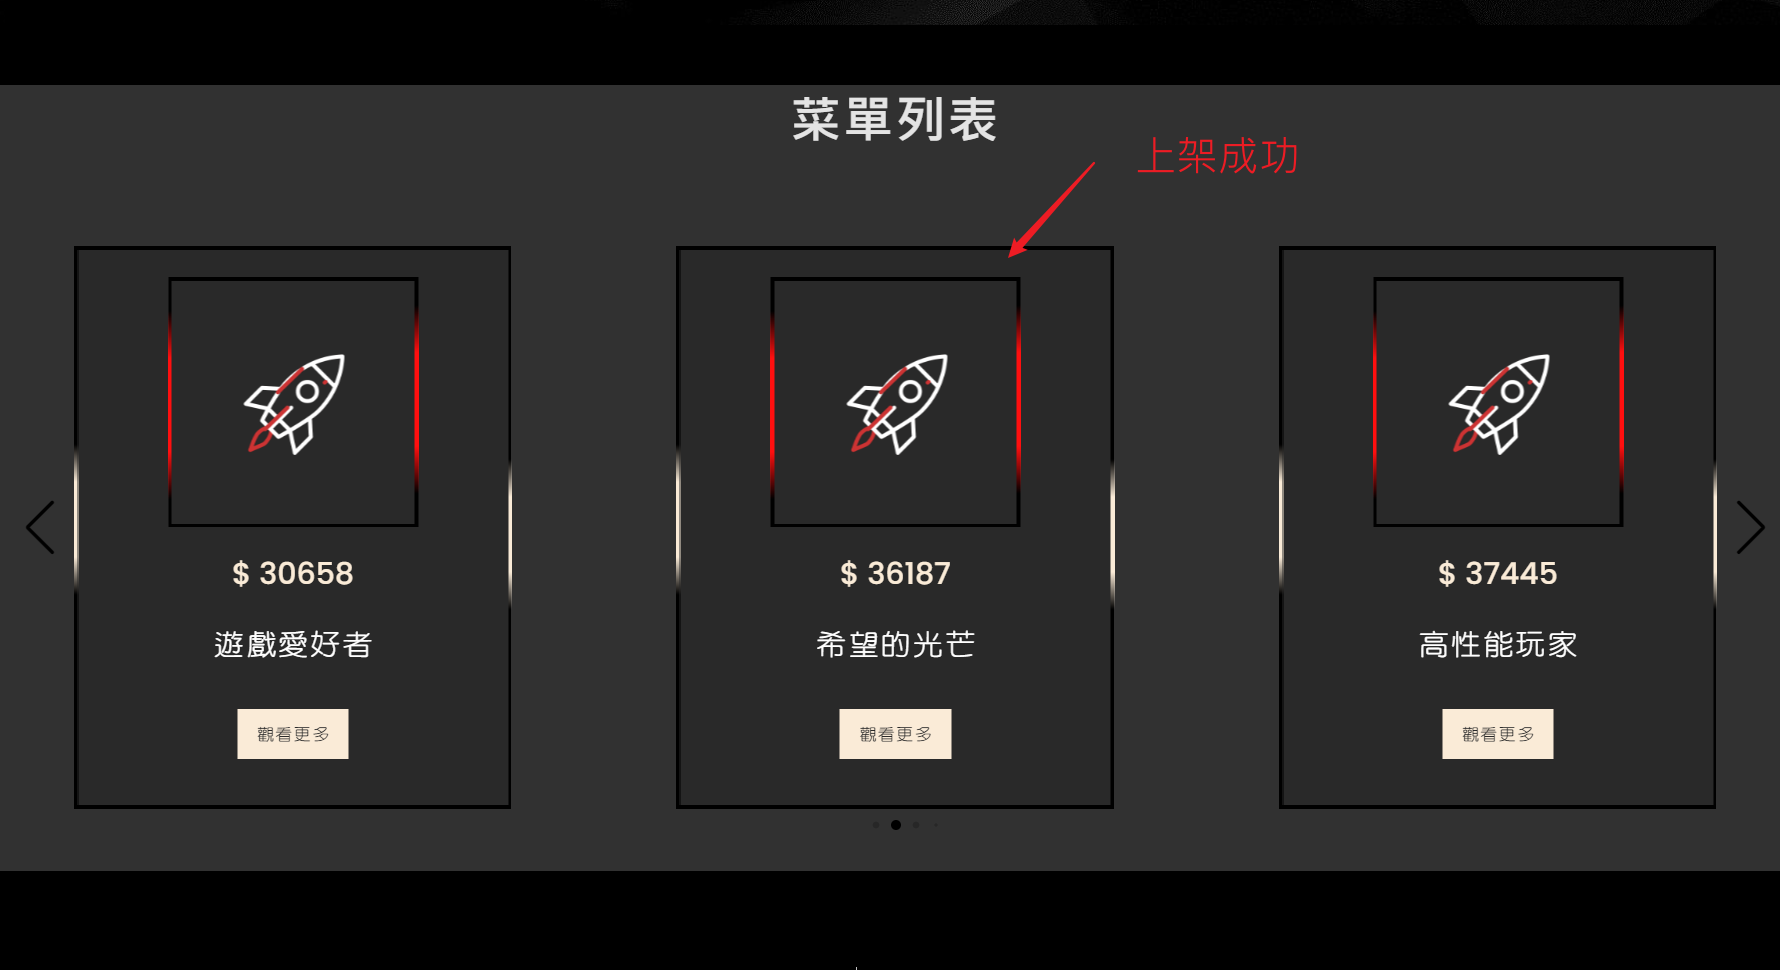 菜單列表
上架成功
$ 30658
遊戲愛好者
觀看更多
$ 36187
希望的光芒
觀看更多
$ 37445
高性能玩家
觀看更多